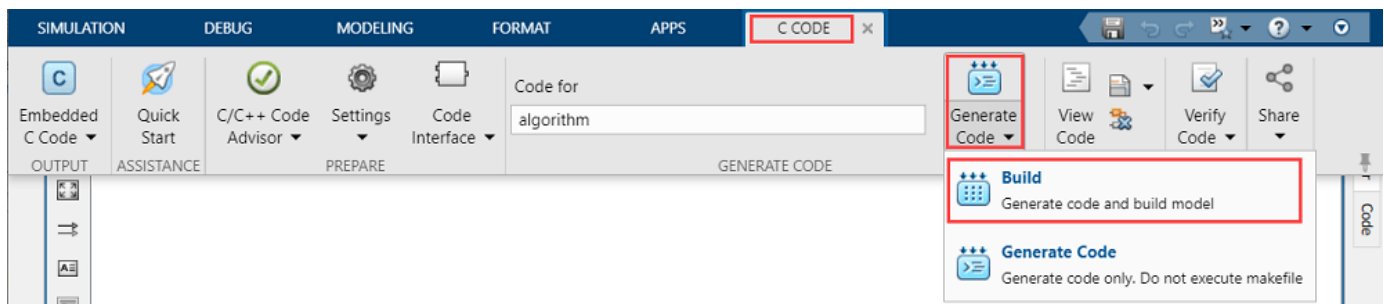 SIMULATION DEBUG MODELING FORMAT APPS C CODE
C
Embedded
C Code
Quick
Start
C/C++ Code
Advisor
Settings
Code
Interface
Code for
algorithm
Generate
Code
View
Code
Verify
Code
Share
OUTPUT ASSISTANCE PREPARE GENERATE CODE
Build
Generate code and build model
Generate Code
Generate code only. Do not execute makefile
Code